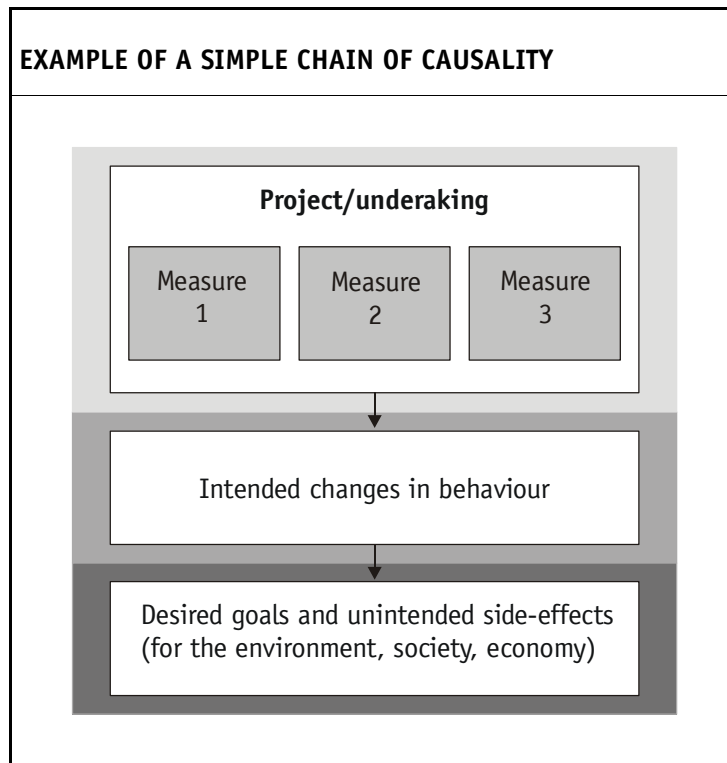 EXAMPLE OF A SIMPLE CHAIN OF CAUSALITY
Project/underaking
Measure
1
Measure
2
Measure
3
Intended changes in behaviour
Desired goals and unintended side-effects
(for the environment, society, economy)